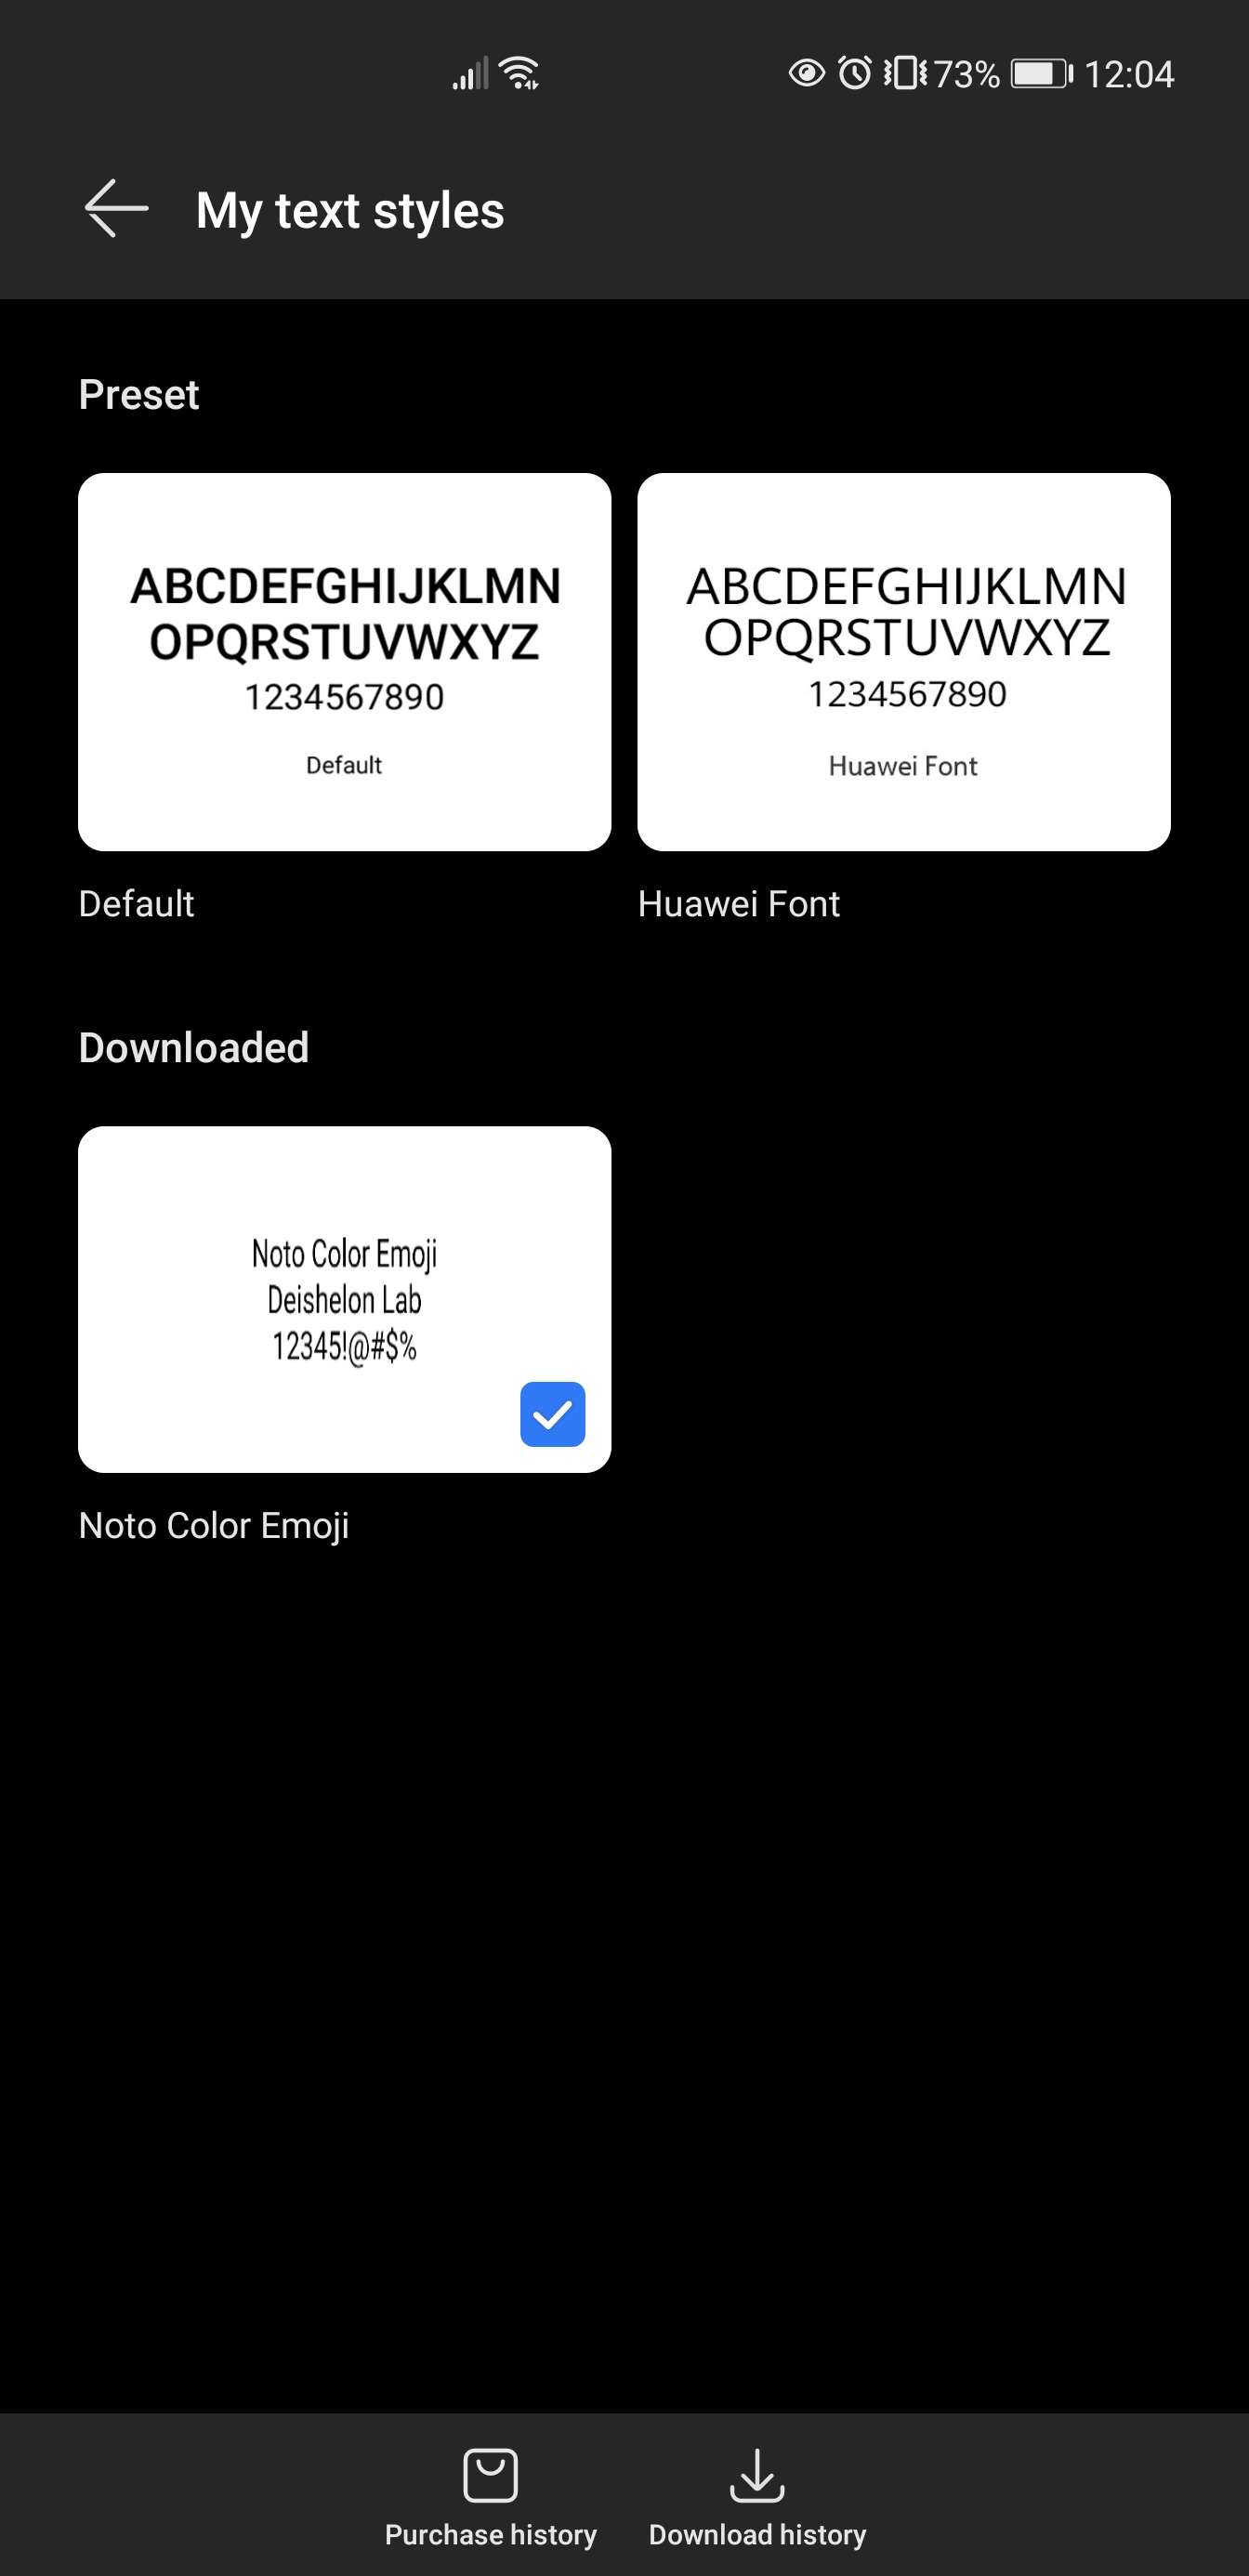 73% 12:04
My text styles
Preset
ABCDEFGHIJKLMN
OPQRSTUVWXYZ
1234567890
Default
ABCDEFGHIJKLMN
OPQRSTUVWXYZ
1234567890
Huawei Font
Default
Huawei Font
Downloaded
Noto Color Emoji
Deishelon Lab
12345!@#$%
Noto Color Emoji
Purchase history
Download history